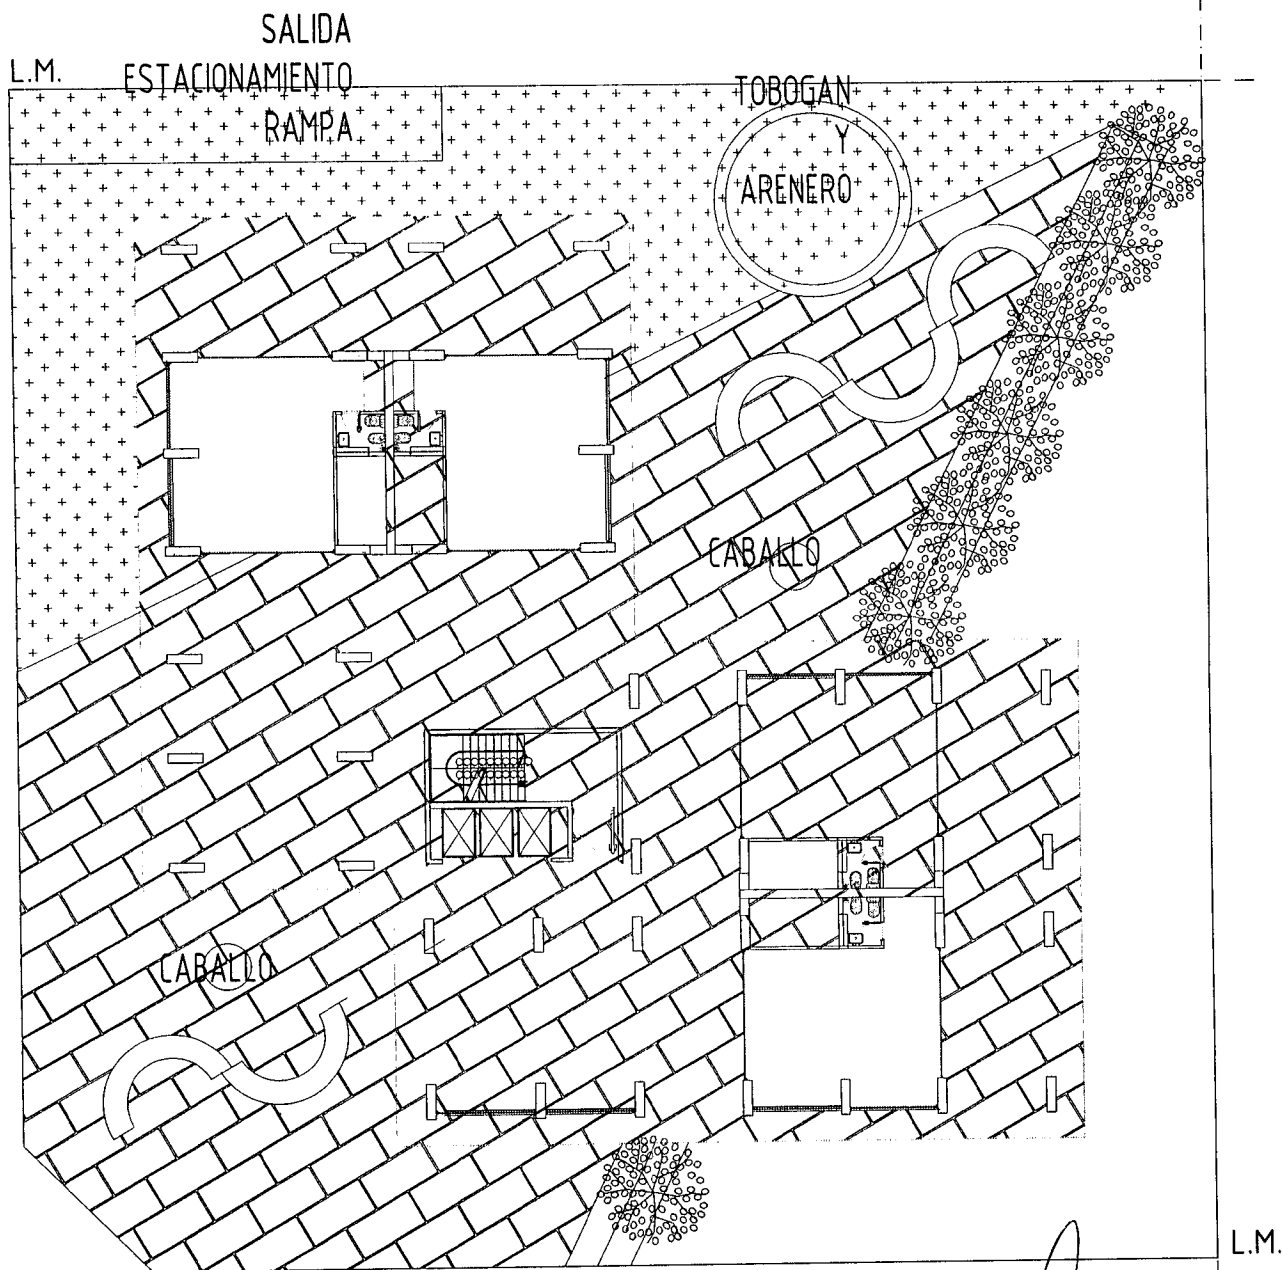 SALIDA
L.M.
ESTACIONAMIENTO
RAMPA
TOBOGAN
Y
ARENERO
CABALLO
CABALLO
L.M.